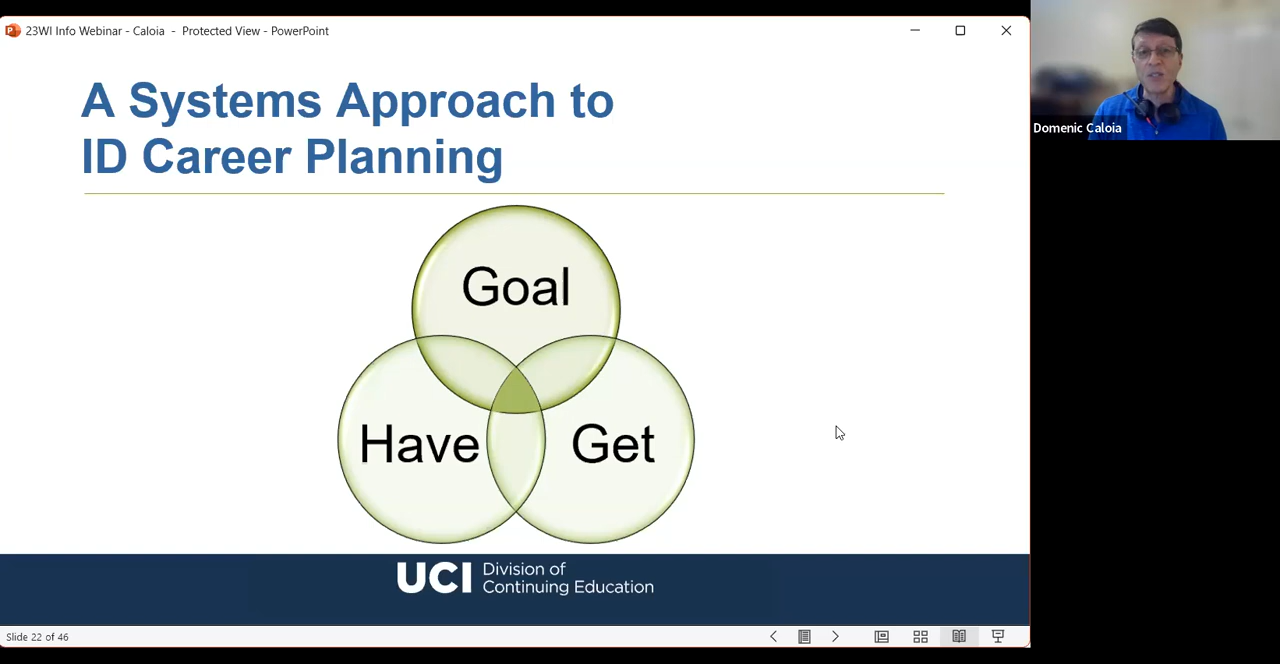 23WI Info Webinar - Caloia - Protected View - PowerPoint
A Systems Approach to
ID Career Planning
Goal
Have
Get
UCI
Division of
Continuing Education
Slide 22 of 46
Domenic Caloia